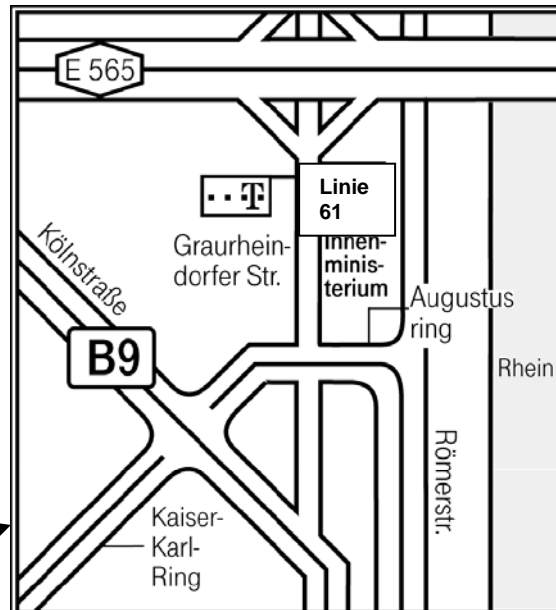 E 565
Linie
61
T
Graurhein-
dorfer Str.
Innen-
minis-
terium
Kölnstraße
Augustus
ring
B9
Rhein
Römerstr.
Kaiser-
Karl-
Ring